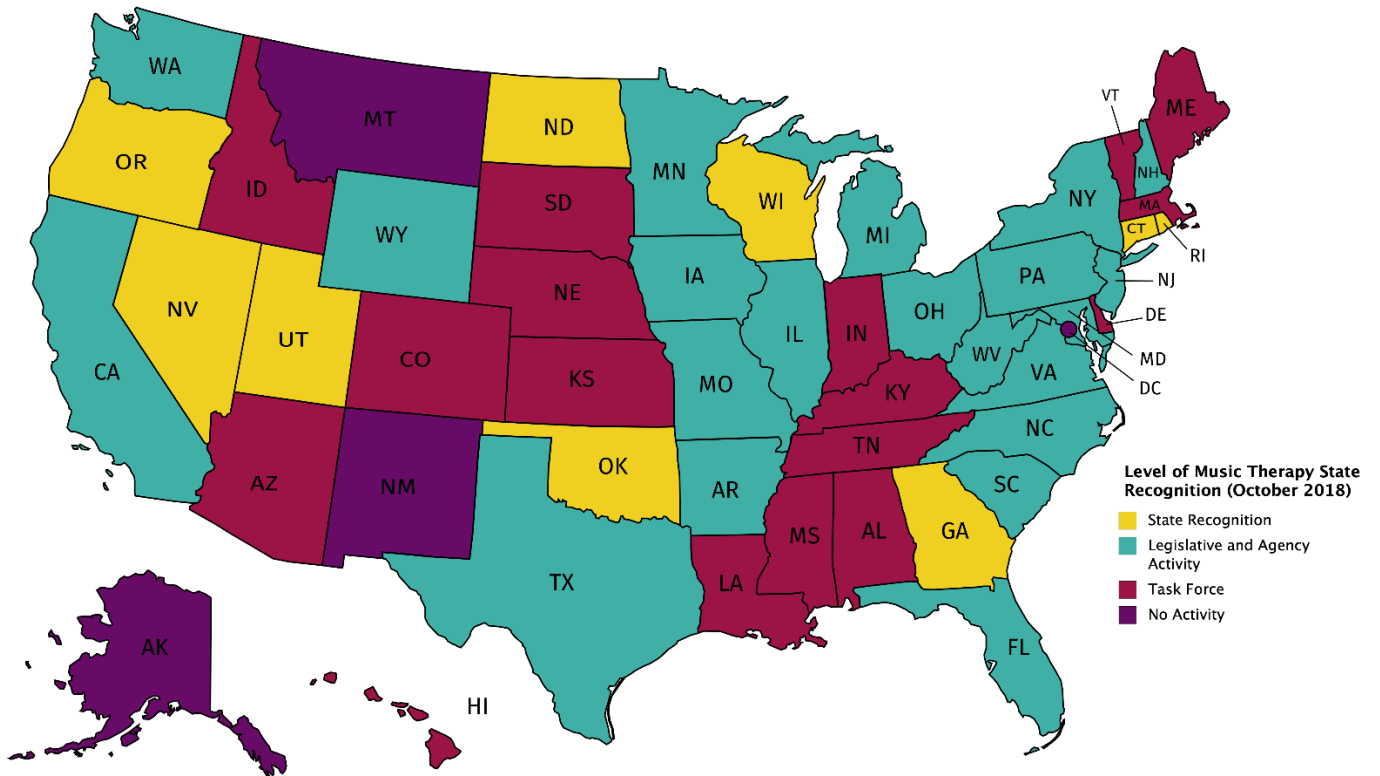 WA
MT
ND
MN
VT
ME
OR
ID
SD
WI
NH
NY
MA
WY
MI
CT
RI
IA
PA
NJ
NE
NV
OH
DE
UT
IL
IN
CO
WV
MD
CA
KS
MO
VA
DC
KY
NC
TN
OK
AZ
NM
AR
SC
Level of Music Therapy State
Recognition (October 2018)
State Recognition
Legislative and Agency
Activity
Task Force
No Activity
MS
AL
GA
TX
LA
AK
FL
HI